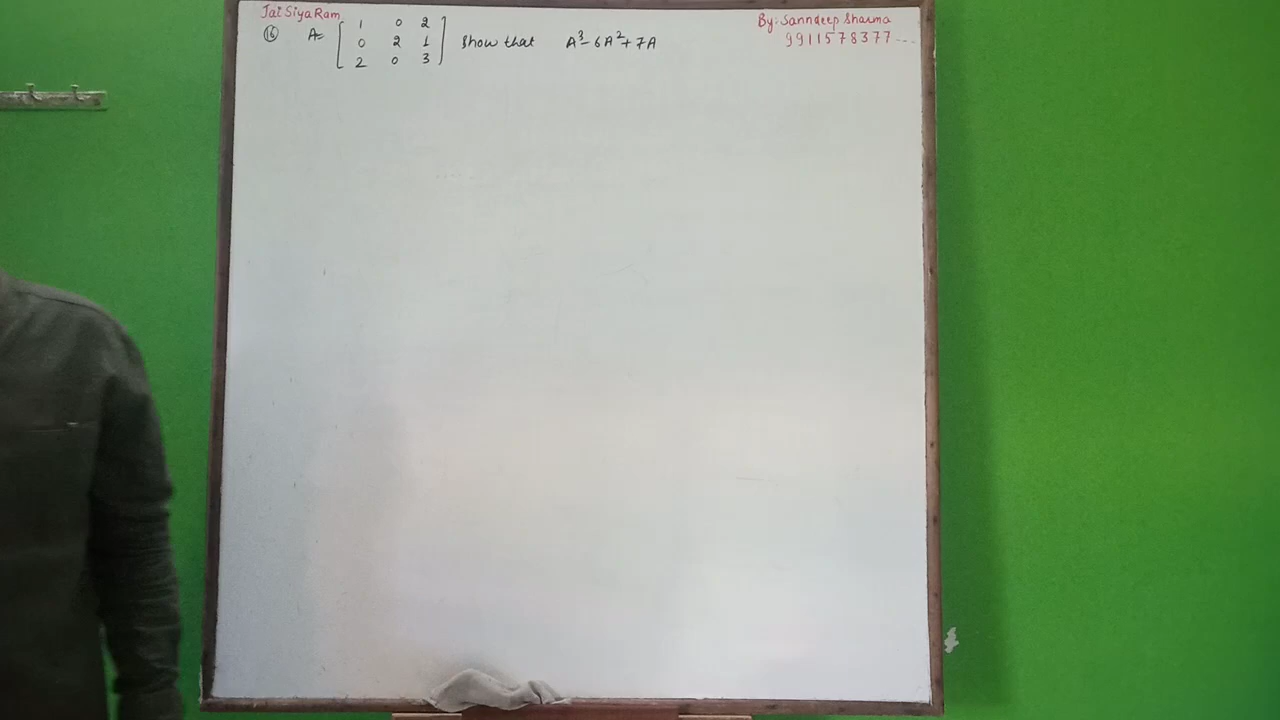 Jai Siya Ram
By: Sanndeep Sharma
9911578377....
(16) A= [ 1 0 2
0 2 1
2 0 3 ] Show that A³-6A²+7A